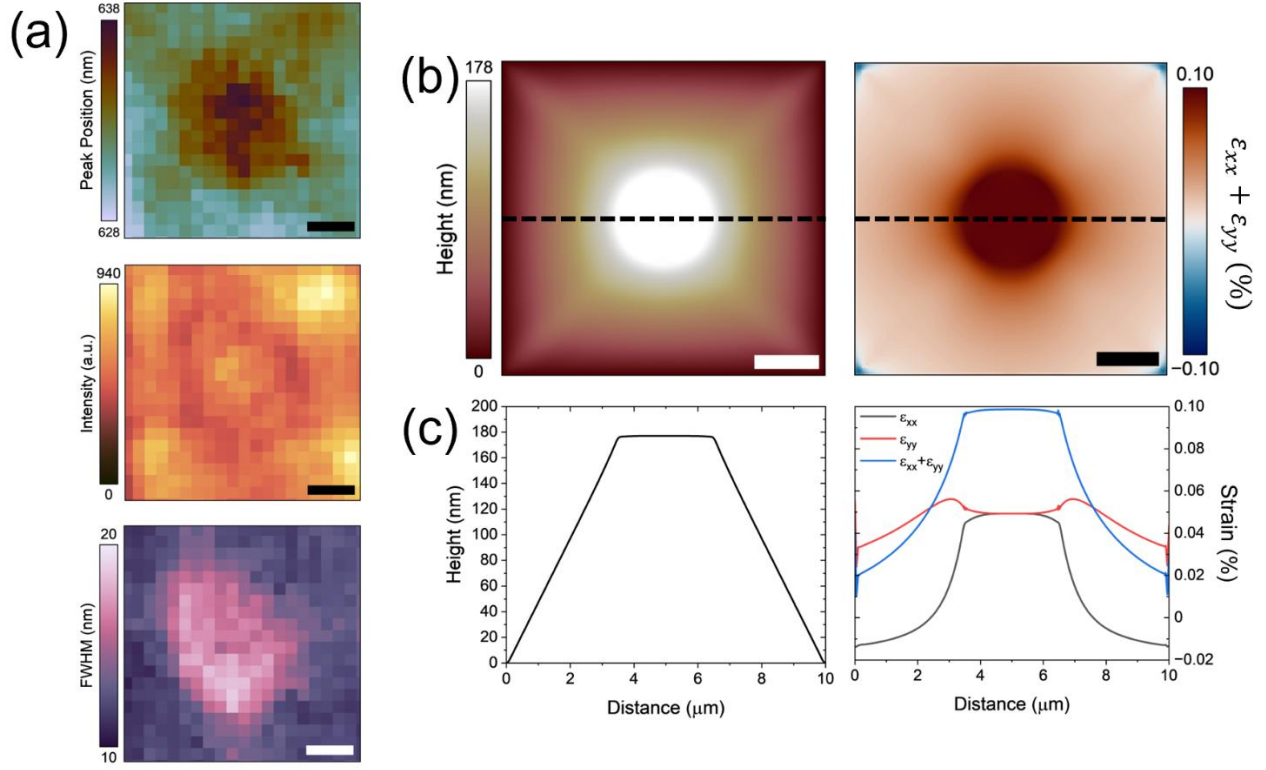 (a)
638
Peak Position (nm)
628
940
Intensity (a.u.)
0
20
FWHM (nm)
10
(b)
178
Height (nm)
0
0.10
εxx + εyy (%)
−0.10
(c)
200
180
160
140
120
100
80
60
40
20
0
Height (nm)
0 2 4 6 8 10
Distance (μm)
εxx
εyy
εxx+εyy
0.10
0.08
0.06
0.04
0.02
0
−0.02
Strain (%)
0 2 4 6 8 10
Distance (μm)